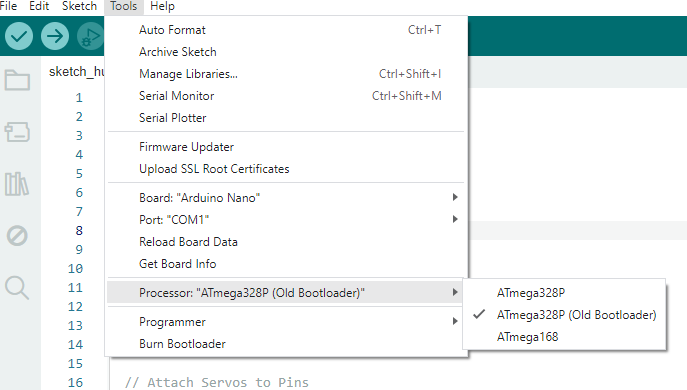 File Edit Sketch Tools Help
Auto Format Ctrl+T
Archive Sketch
sketch_hu Manage Libraries... Ctrl+Shift+I
1 Serial Monitor Ctrl+Shift+M
2 Serial Plotter
3
4 Firmware Updater
5 Upload SSL Root Certificates
6 Board: "Arduino Nano"
7 Port: "COM1"
8 Reload Board Data
9
10 Get Board Info
11 Processor: "ATmega328P (Old Bootloader)" ATmega328P
12 Programmer ATmega328P (Old Bootloader)
13 Burn Bootloader ATmega168
14
15
16 // Attach Servos to Pins